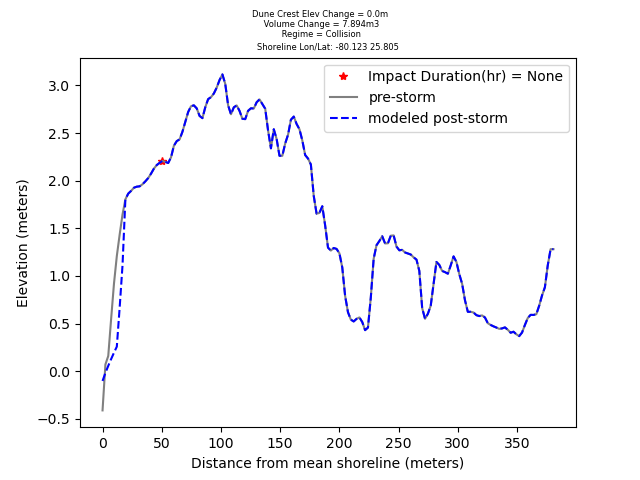 Dune Crest Elev Change = 0.0m
Volume Change = 7.894m3
Regime = Collision
Shoreline Lon/Lat: -80.123 25.805
Impact Duration(hr) = None
pre-storm
modeled post-storm
Elevation (meters)
3.0
2.5
2.0
1.5
1.0
0.5
0.0
−0.5
0 50 100 150 200 250 300 350
Distance from mean shoreline (meters)